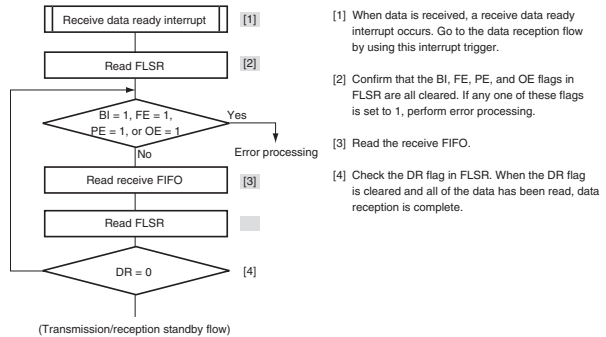 Receive data ready interrupt
[1]
Read FLSR
[2]
BI = 1, FE = 1,
PE = 1, or OE = 1
Yes
No
Error processing
Read receive FIFO
[3]
Read FLSR
DR = 0
[4]
(Transmission/reception standby flow)
[1] When data is received, a receive data ready
interrupt occurs. Go to the data reception flow
by using this interrupt trigger.
[2] Confirm that the BI, FE, PE, and OE flags in
FLSR are all cleared. If any one of these flags
is set to 1, perform error processing.
[3] Read the receive FIFO.
[4] Check the DR flag in FLSR. When the DR flag
is cleared and all of the data has been read, data
reception is complete.